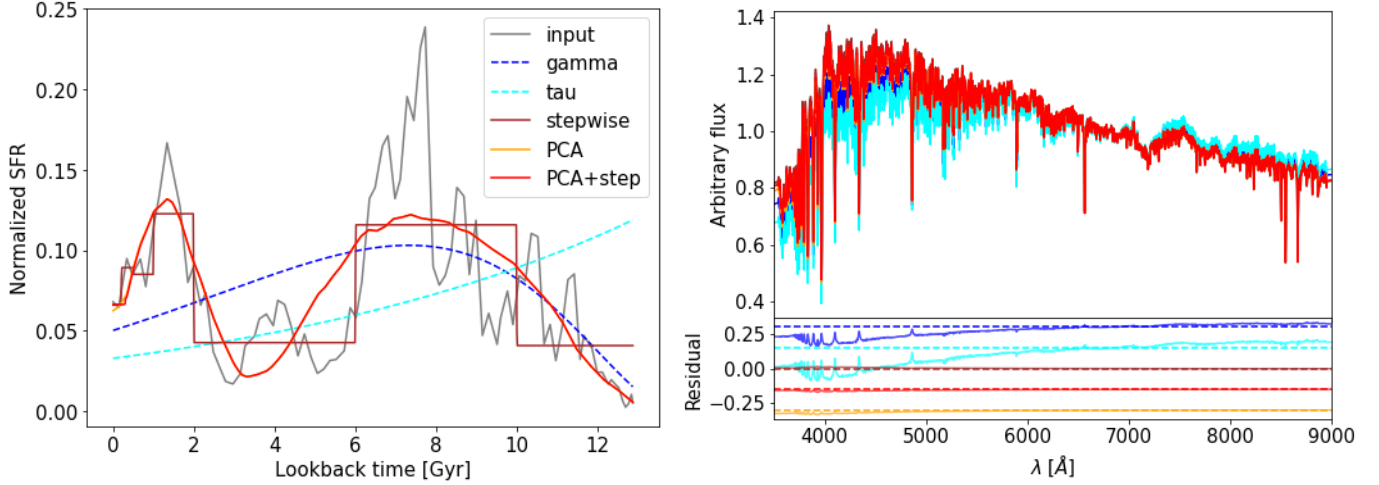 0.25
0.20
0.15
0.10
0.05
0.00
Normalized SFR
0 2 4 6 8 10 12
Lookback time [Gyr]
input
gamma
tau
stepwise
PCA
PCA+step
1.4
1.2
1.0
0.8
0.6
0.4
Arbitrary flux
0.25
0.00
−0.25
Residual
4000 5000 6000 7000 8000 9000
λ [Å]